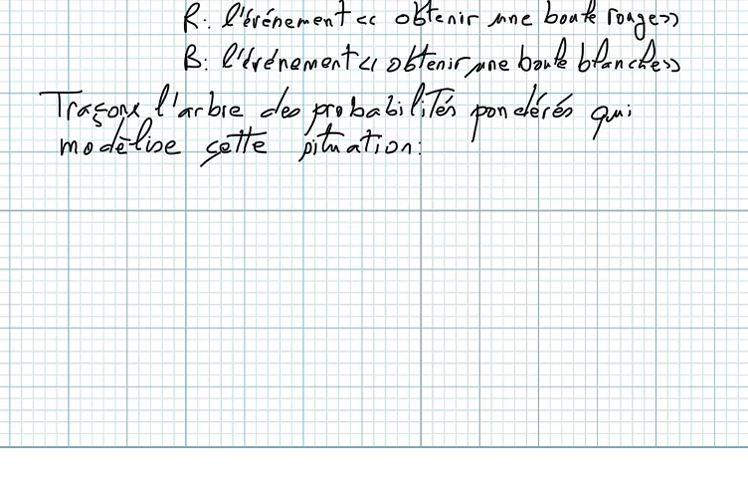 R: l'événement << obtenir une boule rouge>>
B: l'événement << obtenir une boule blanche>>
Traçons l'arbre des probabilités pondérés qui
modélise cette situation: